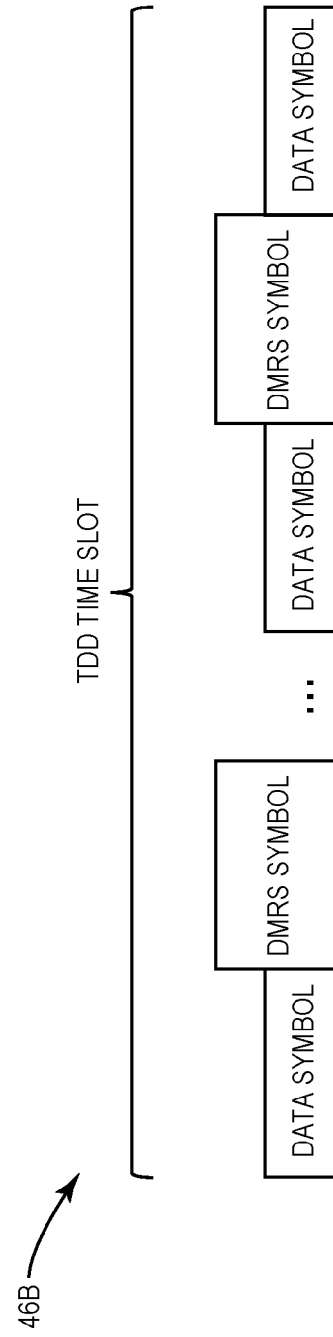 46B
TDD TIME SLOT
DATA SYMBOL
DMRS SYMBOL
...
DATA SYMBOL
DMRS SYMBOL
DATA SYMBOL